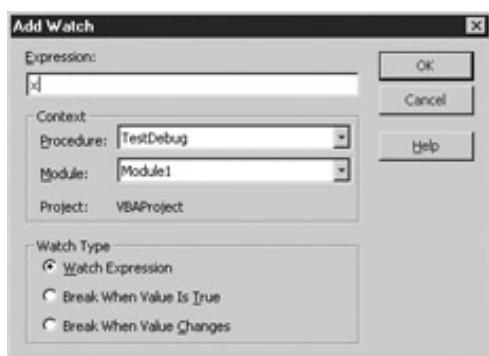 Add Watch
Expression:
x
OK
Cancel
Help
Context
Procedure: TestDebug
Module: Module1
Project: VBAProject
Watch Type
Watch Expression
Break When Value Is True
Break When Value Changes